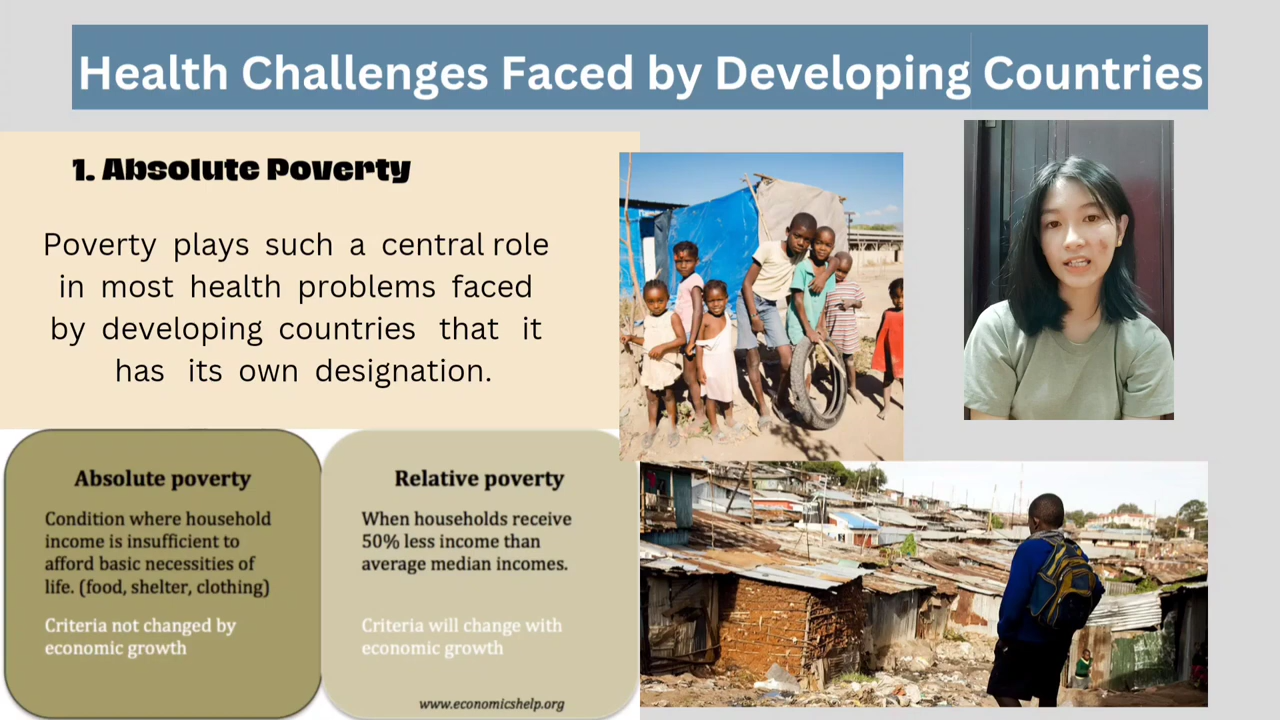 Health Challenges Faced by Developing Countries
1. Absolute Poverty
Poverty plays such a central role
in most health problems faced
by developing countries that it
has its own designation.
Absolute poverty
Condition where household
income is insufficient to
afford basic necessities of
life. (food, shelter, clothing)
Criteria not changed by
economic growth
Relative poverty
When households receive
50% less income than
average median incomes.
Criteria will change with
economic growth
www.economicshelp.org